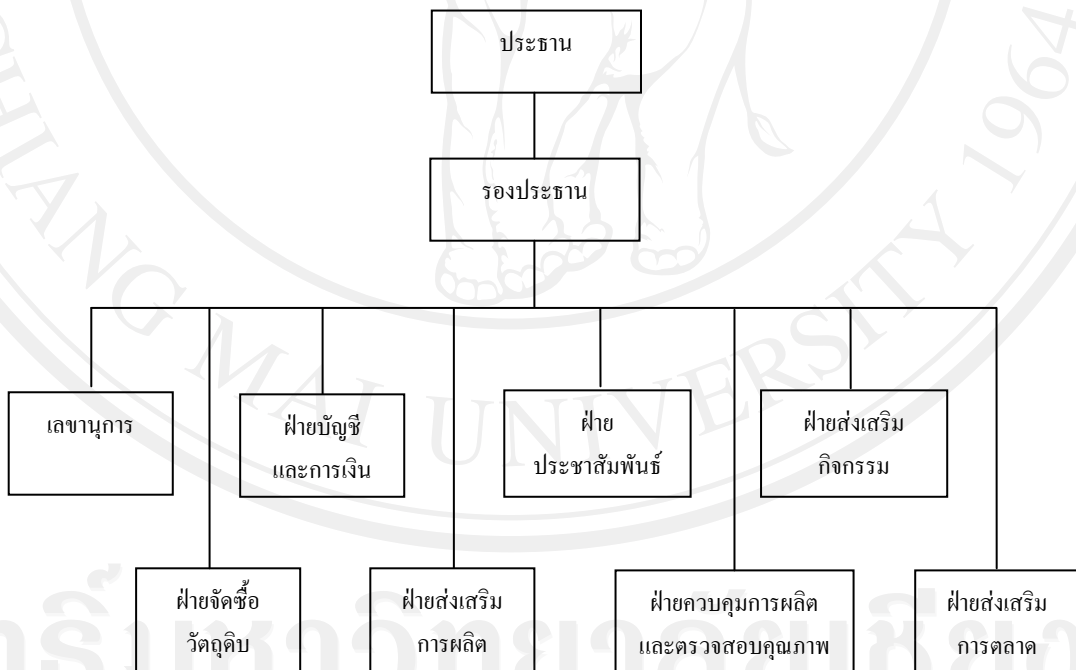 ประธาน
รองประธาน
เลขานุการ
ฝ่ายบัญชี
และการเงิน
ฝ่าย
ประชาสัมพันธ์
ฝ่ายส่งเสริม
กิจกรรม
ฝ่ายจัดซื้อ
วัตถุดิบ
ฝ่ายส่งเสริม
การผลิต
ฝ่ายควบคุมการผลิต
และตรวจสอบคุณภาพ
ฝ่ายส่งเสริม
การตลาด
CHIANG MAI UNIVERSITY 1964